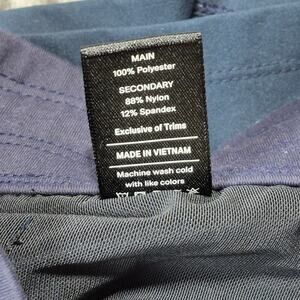 MAIN
100% Polyester
SECONDARY
88% Nylon
12% Spandex
Exclusive of Trims
MADE IN VIETNAM
Machine wash cold
with like colors